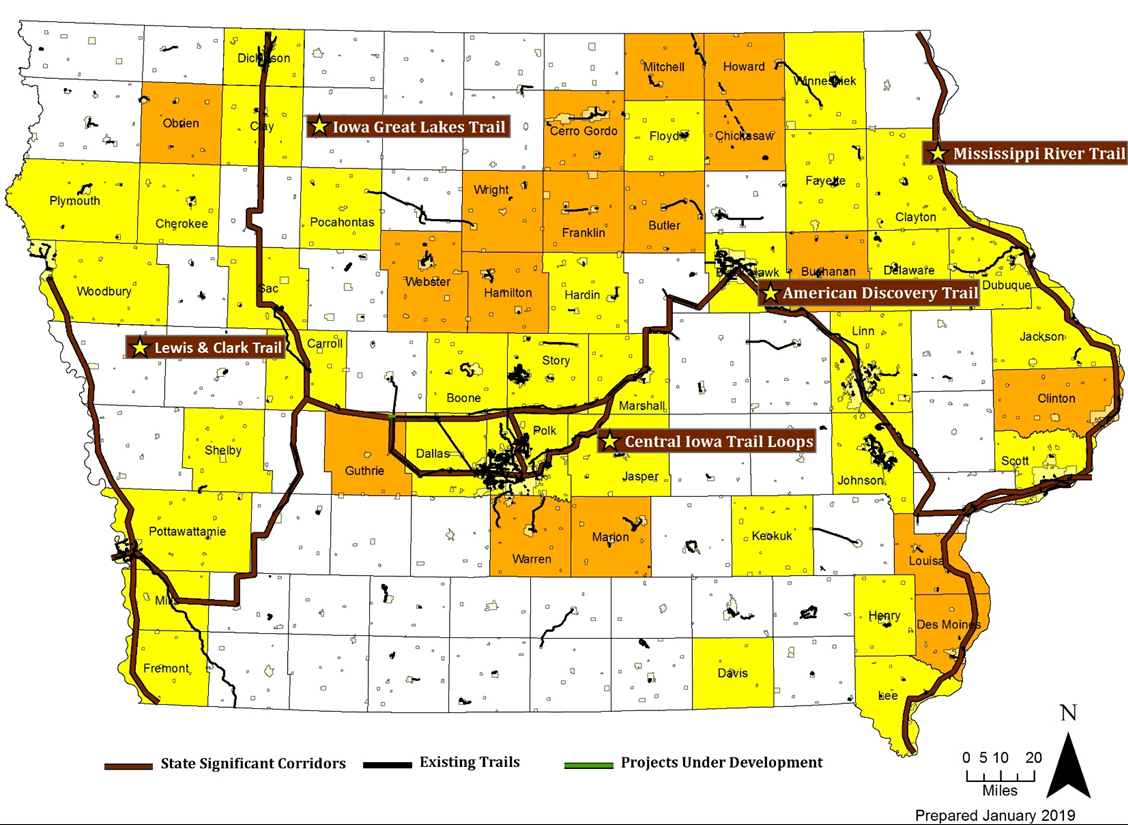 Dickinson
Mitchell
Howard
Winneshiek
Obrien
Clay
Iowa Great Lakes Trail
Cerro Gordo
Floyd
Chickasaw
Mississippi River Trail
Plymouth
Cherokee
Pocahontas
Wright
Franklin
Butler
Fayette
Clayton
Woodbury
Sac
Webster
Hamilton
Hardin
Buchanan
Delaware
Dubuque
American Discovery Trail
Lewis & Clark Trail
Carroll
Boone
Story
Marshall
Linn
Jackson
Clinton
Shelby
Guthrie
Dallas
Polk
Central Iowa Trail Loops
Jasper
Johnson
Scott
Pottawattamie
Warren
Marion
Keokuk
Louisa
Mills
Henry
Des Moines
Fremont
Davis
Lee
N
State Significant Corridors
Existing Trails
Projects Under Development
0 5 10 20
Miles
Prepared January 2019